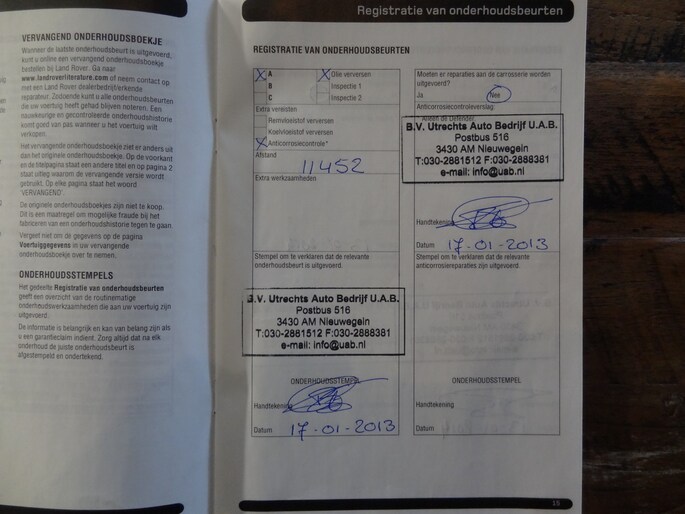 VERVANGEND ONDERHOUDSBOEKJE
Wanneer de laatste onderhoudsbeurt is uitgevoerd,
kunt u online een vervangend onderhoudsboekje
bestellen bij Land Rover. Ga naar
www.landroverliterature.com of neem contact op
met een Land Rover dealerbedrijf/erkende
reparateur. Zodoende kunt u alle onderhoudsbeurten
die uw voertuig heeft gehad blijven noteren. Een
nauwkeurige en gecontroleerde onderhoudshistorie
komt goed van pas wanneer u het voertuig wilt
verkopen.
Het vervangende onderhoudsboekje ziet er anders uit
dan het originele onderhoudsboekje. Op de voorkant
en de titelpagina staat een andere titel en op pagina 2
staat uitleg waarom de vervangende versie wordt
gebruikt. Op elke pagina staat het woord
'VERVANGEND'.
De originele onderhoudsboekjes zijn niet te koop.
Dit is een maatregel om mogelijke fraude bij het
fabriceren van een onderhoudshistorie tegen te gaan.
Vergeet niet om de gegevens op de pagina
Voertuiggegevens in uw vervangende
onderhoudsboekje over te nemen.
ONDERHOUDSSTEMPELS
Het gedeelte Registratie van onderhoudsbeurten
geeft een overzicht van de routinematige
onderhoudswerkzaamheden die aan uw voertuig zijn
uitgevoerd.
De informatie is belangrijk en kan van belang zijn als
u een garantieclaim indient. Zorg altijd dat na elk
onderhoud de juiste onderhoudsbeurt is
afgestempeld en ondertekend.
Registratie van onderhoudsbeurten
REGISTRATIE VAN ONDERHOUDSBEURTEN
X A X Olie verversen
B Inspectie 1
C Inspectie 2
Extra vereisten
Remvloeistof verversen
Koelvloeistof verversen
X Anticorrosiecontrole*
Afstand
11452
Extra werkzaamheden
Stempel om te verklaren dat de relevante
onderhoudsbeurt is uitgevoerd.
B.V. Utrechts Auto Bedrijf U.A.B.
Postbus 516
3430 AM Nieuwegein
T:030-2881512 F:030-2888381
e-mail: info@uab.nl
ONDERHOUDSSTEMPEL
Handtekening
Datum 17-01-2013
Moeten er reparaties aan de carrosserie worden
uitgevoerd?
Ja Nee
Anticorrosiecontroleverslag:
Alleen de Defender.
B.V. Utrechts Auto Bedrijf U.A.B.
Postbus 516
3430 AM Nieuwegein
T:030-2881512 F:030-2888381
e-mail: info@uab.nl
Handtekening
Datum 17-01-2013
Stempel om te verklaren dat de relevante
anticorrosiereparaties zijn uitgevoerd.
ONDERHOUDSSTEMPEL
Handtekening
Datum
15